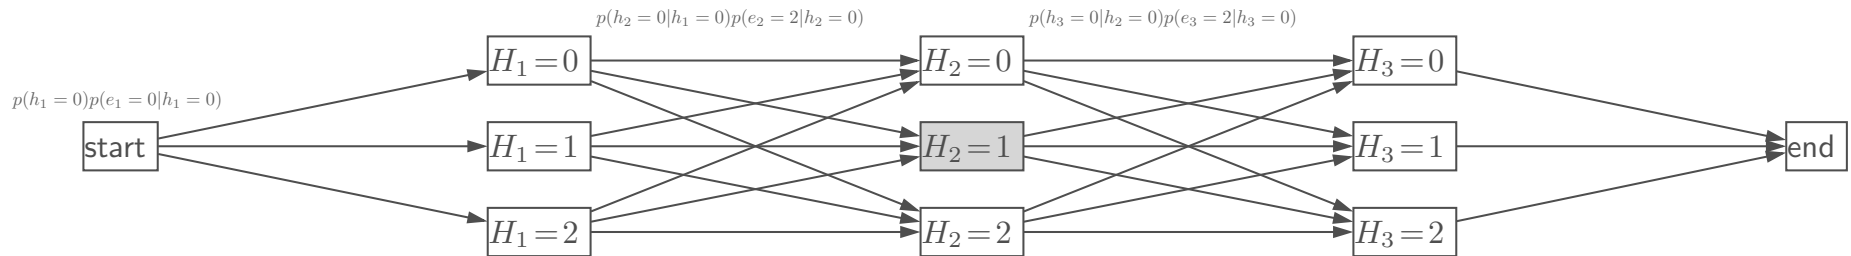 p(h₂ = 0|h₁ = 0)p(e₂ = 2|h₂ = 0) p(h₃ = 0|h₂ = 0)p(e₃ = 2|h₃ = 0)
H₁ = 0 H₂ = 0 H₃ = 0
p(h₁ = 0)p(e₁ = 0|h₁ = 0)
start H₁ = 1 H₂ = 1 H₃ = 1 end
H₁ = 2 H₂ = 2 H₃ = 2